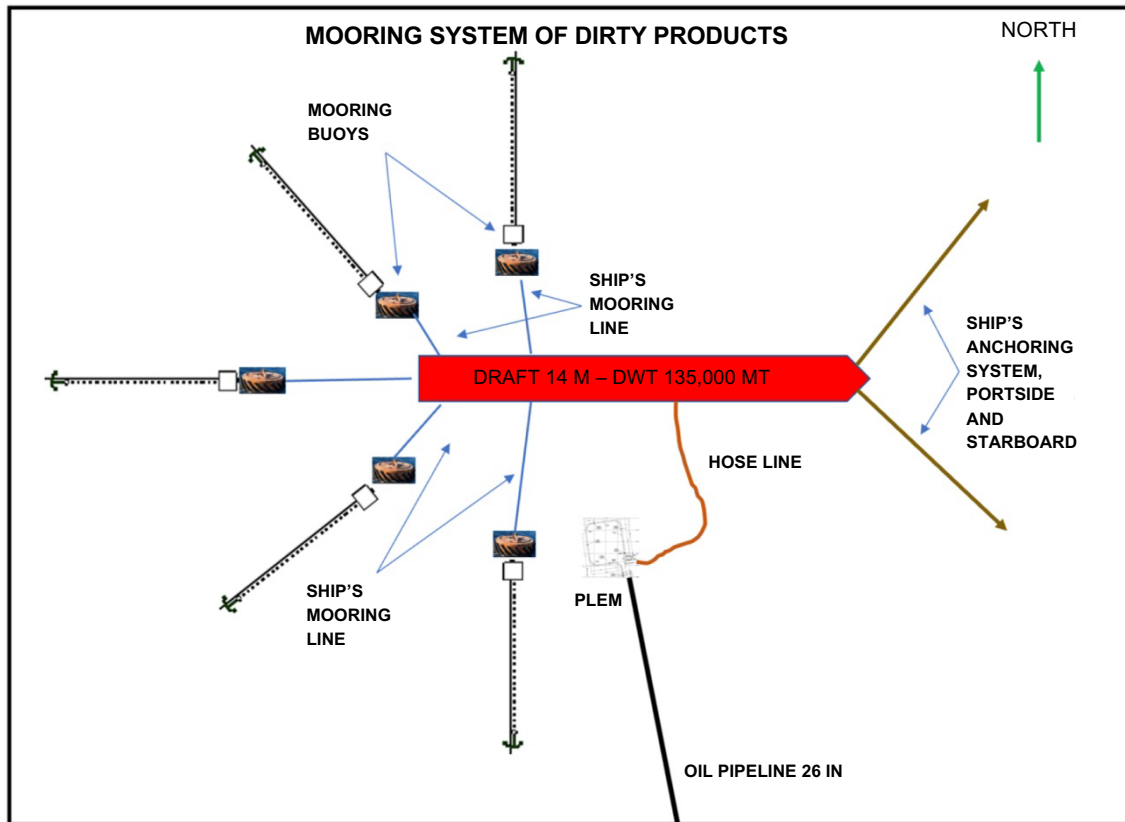 MOORING SYSTEM OF DIRTY PRODUCTS
NORTH
MOORING
BUOYS
SHIP’S
MOORING
LINE
SHIP’S
ANCHORING
SYSTEM,
PORTSIDE
AND
STARBOARD
DRAFT 14 M – DWT 135,000 MT
HOSE LINE
PLEM
SHIP’S
MOORING
LINE
OIL PIPELINE 26 IN